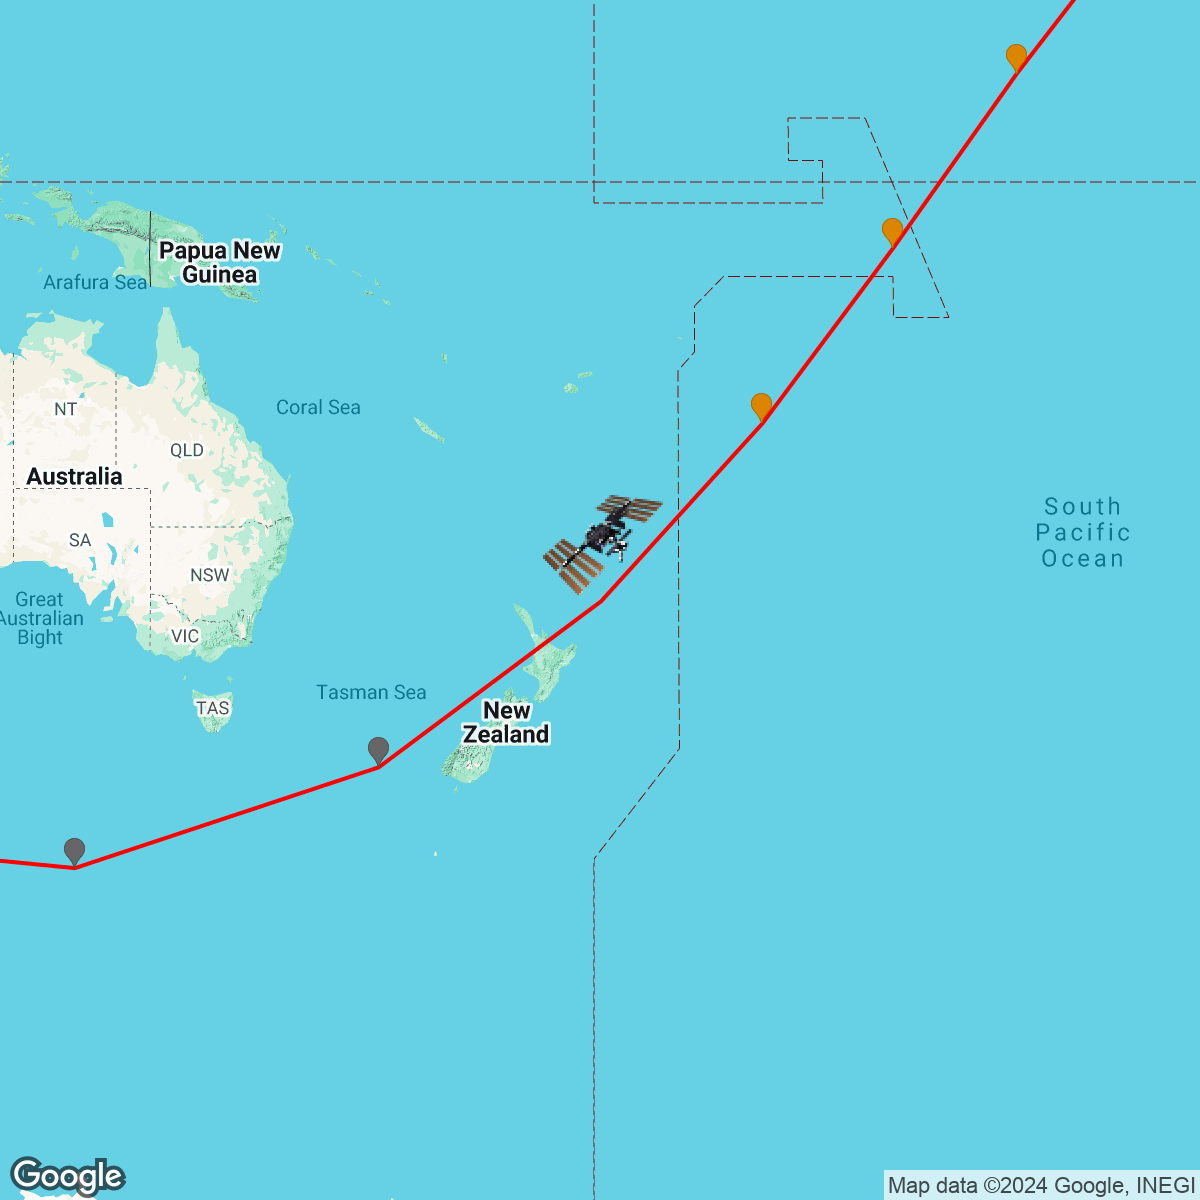 Papua New
Guinea
Arafura Sea
NT
Coral Sea
QLD
Australia
South
Pacific
Ocean
SA
NSW
Great
Australian
Bight
VIC
Tasman Sea
TAS
New
Zealand
Google
Map data ©2024 Google, INEGI